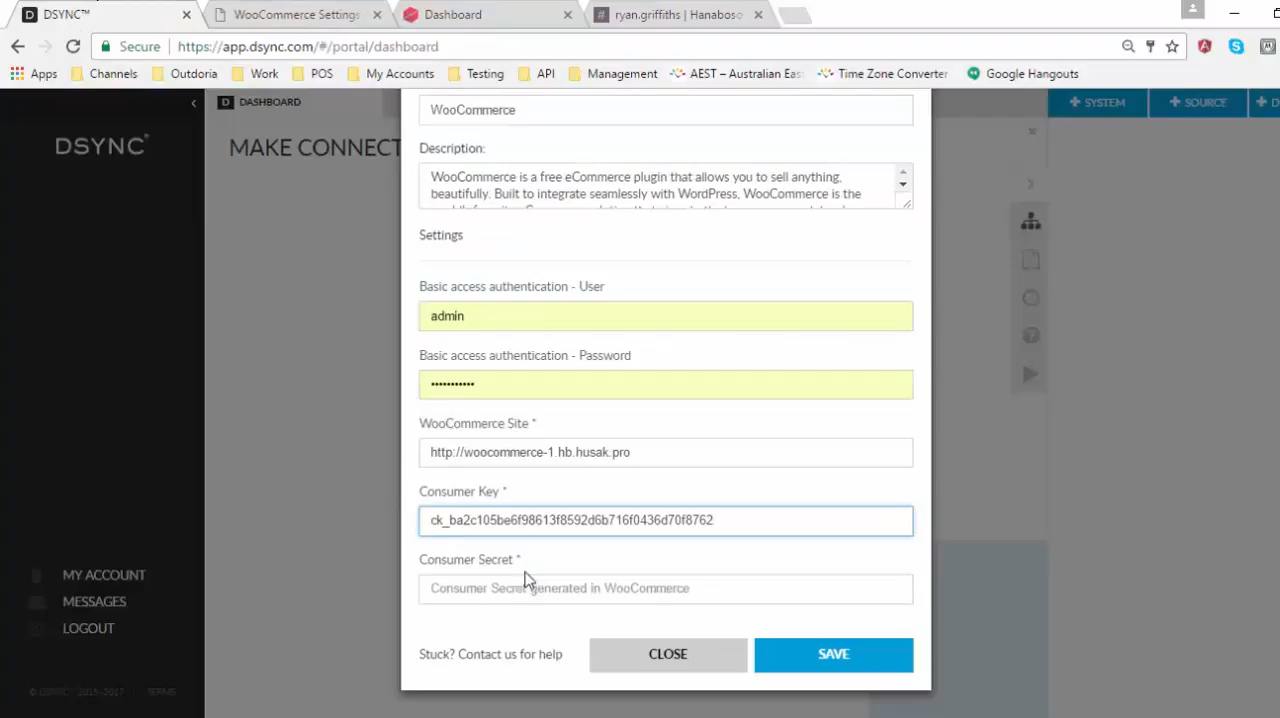 DSYNC™
WooCommerce Settings
Dashboard
ryan.griffiths | Hanaboso
Secure
https://app.dsync.com/#/portal/dashboard
Apps
Channels
Outdoria
Work
POS
My Accounts
Testing
API
Management
AEST – Australian Eas
Time Zone Converter
Google Hangouts
D DASHBOARD
SYSTEM
SOURCE
D
DSYNC
MAKE CONNECT
WooCommerce
Description:
WooCommerce is a free eCommerce plugin that allows you to sell anything,
beautifully. Built to integrate seamlessly with WordPress, WooCommerce is the
Settings
Basic access authentication - User
admin
Basic access authentication - Password
•••••••••••
WooCommerce Site *
http://woocommerce-1.hb.husak.pro
Consumer Key *
ck_ba2c105be6f98613f8592d6b716f0436d70f8762
Consumer Secret *
Consumer Secret generated in WooCommerce
MY ACCOUNT
MESSAGES
LOGOUT
Stuck? Contact us for help
CLOSE
SAVE
© DSYNC 2015-2017
TERMS